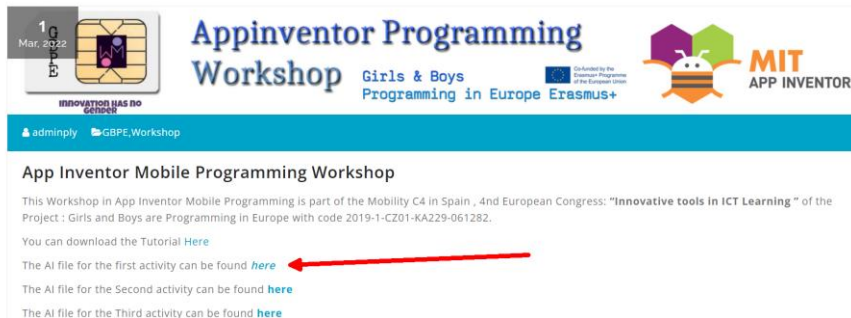 1
Mar, 2022
GBPE
WM
INNOVATION HAS NO
GENDER
Appinventor Programming
Workshop
Girls & Boys
Programming in Europe Erasmus+
Co-funded by the
Erasmus+ Programme
of the European Union
MIT
APP INVENTOR
adminply GBPE,Workshop
App Inventor Mobile Programming Workshop
This Workshop in App Inventor Mobile Programming is part of the Mobility C4 in Spain , 4nd European Congress: "Innovative tools in ICT Learning " of the
Project : Girls and Boys are Programming in Europe with code 2019-1-CZ01-KA229-061282.
You can download the Tutorial Here
The AI file for the first activity can be found here
The AI file for the Second activity can be found here
The AI file for the Third activity can be found here